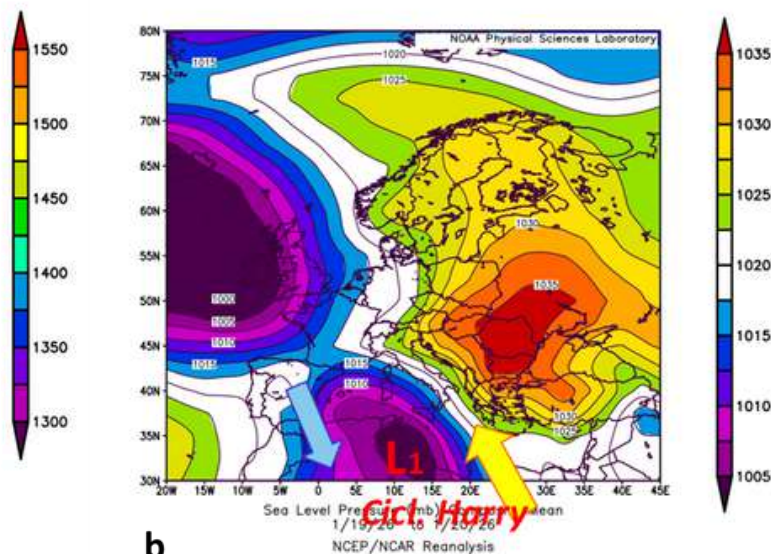 1550
1500
1450
1400
1350
1300
NOAA Physical Sciences Laboratory
80N
75N
70N
65N
60N
55N
50N
45N
40N
35N
30N
1015
1020
1025
1030
1035
1000
1005
1010
1015
1015
1010
1030
1025
L1
20W 15W 10W 5W 0 5E 10E 15E 20E 25E 30E 35E 40E 45E
Cicl. Harry
Sea Level Pressure (mb)
1/19/26 to 1/20/26
NCEP/NCAR Reanalysis
b
1035
1030
1025
1020
1015
1010
1005